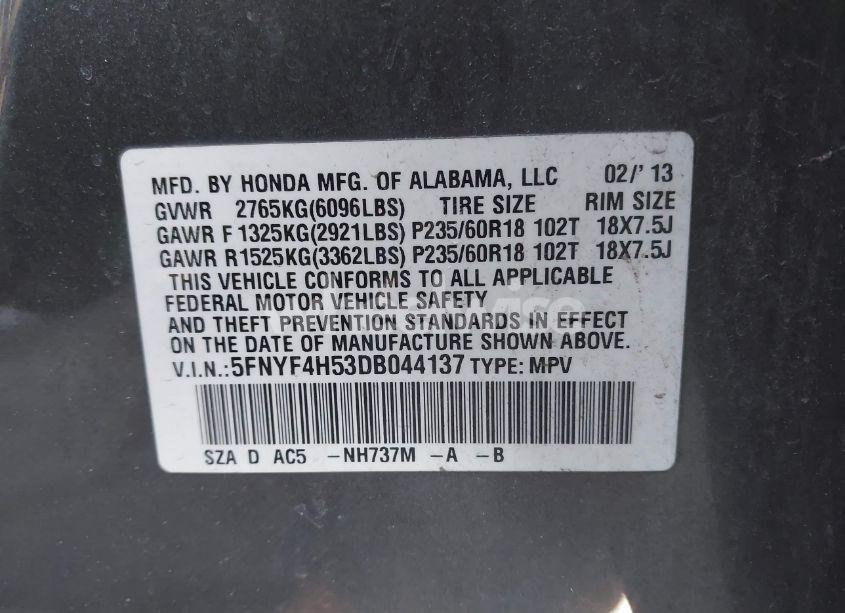 MFD. BY HONDA MFG. OF ALABAMA, LLC 02/'13
GVWR 2765KG(6096LBS) TIRE SIZE RIM SIZE
GAWR F1325KG(2921LBS) P235/60R18 102T 18X7.5J
GAWR R1525KG(3362LBS) P235/60R18 102T 18X7.5J
THIS VEHICLE CONFORMS TO ALL APPLICABLE
FEDERAL MOTOR VEHICLE SAFETY
AND THEFT PREVENTION STANDARDS IN EFFECT
ON THE DATE OF MANUFACTURE SHOWN ABOVE.
V.I.N.:5FNYF4H53DB044137 TYPE: MPV
SZA D AC5 -NH737M -A -B